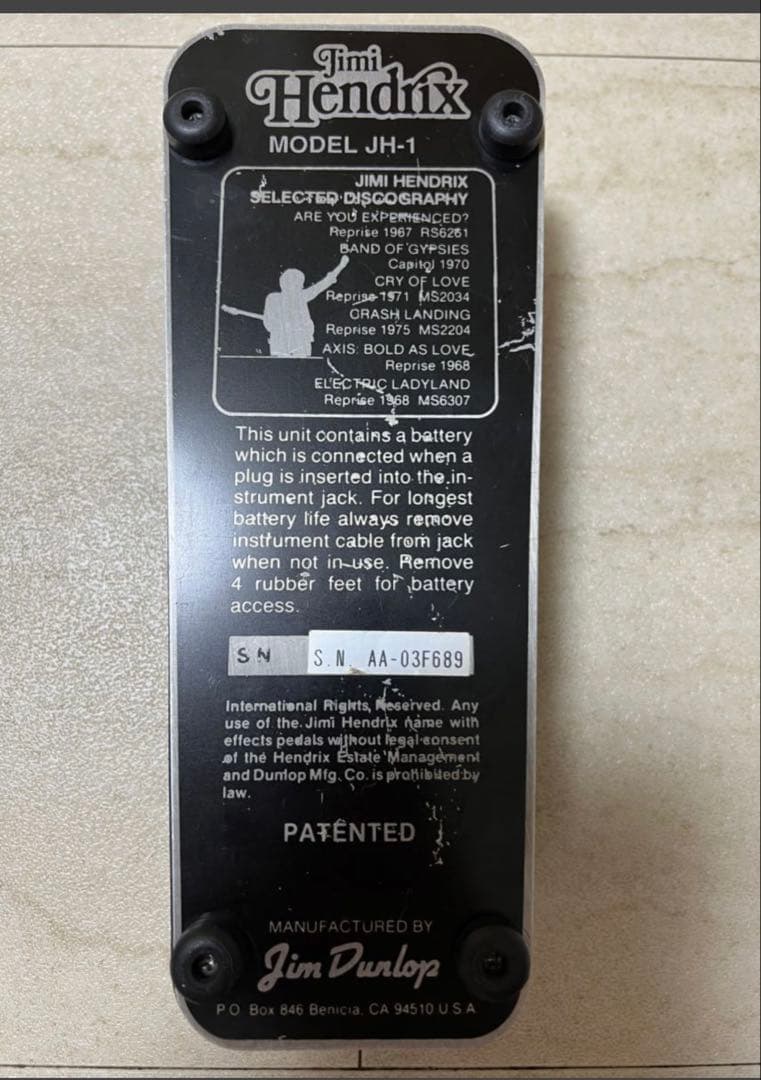 Jimi
Hendrix
MODEL JH-1
JIMI HENDRIX
SELECTED DISCOGRAPHY
ARE YOU EXPERIENCED?
Reprise 1967 RS6261
BAND OF GYPSIES
Capitol 1970
CRY OF LOVE
Reprise 1971 MS2034
CRASH LANDING
Reprise 1975 MS2204
AXIS: BOLD AS LOVE
Reprise 1968
ELECTRIC LADYLAND
Reprise 1968 MS6307
This unit contains a battery
which is connected when a
plug is inserted into the in-
strument jack. For longest
battery life always remove
instrument cable from jack
when not in use. Remove
4 rubber feet for battery
access.
SN S.N. AA-03F689
International Rights Reserved. Any
use of the Jimi Hendrix name with
effects pedals without legal consent
of the Hendrix Estate Management
and Dunlop Mfg. Co. is prohibited by
law.
PATENTED
MANUFACTURED BY
Jim Dunlop
P.O. Box 846 Benicia, CA 94510 U.S.A.